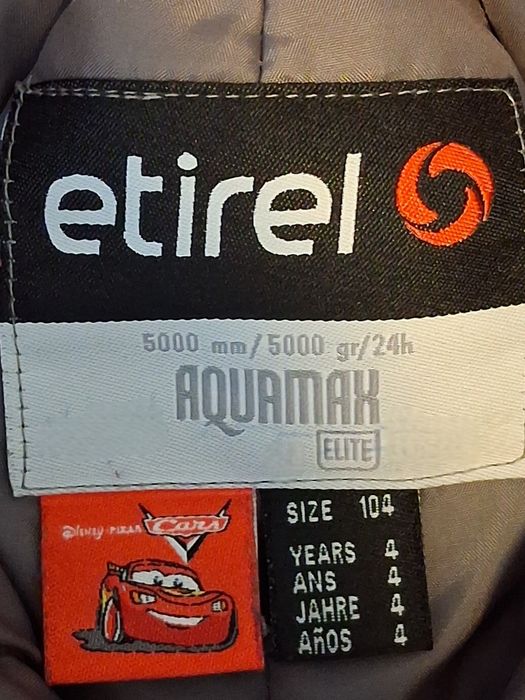 etirel
5000 mm/5000 gr/24h
AQUAMAX
ELITE
Disney·PIXAR
Cars
SIZE 104
YEARS 4
ANS 4
JAHRE 4
AÑOS 4